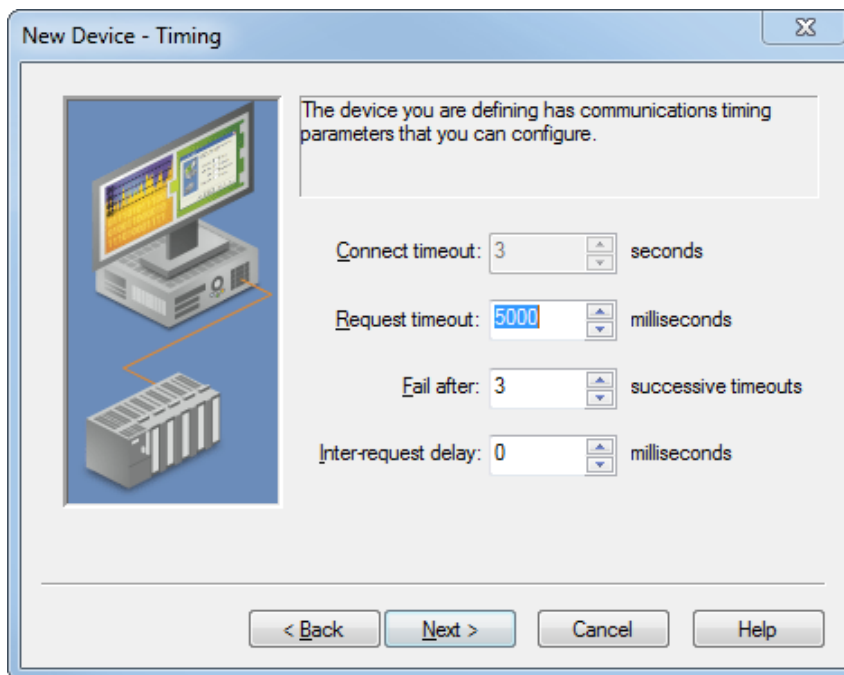 New Device - Timing
The device you are defining has communications timing
parameters that you can configure.
Connect timeout: 3 seconds
Request timeout: 5000 milliseconds
Fail after: 3 successive timeouts
Inter-request delay: 0 milliseconds
< Back Next > Cancel Help